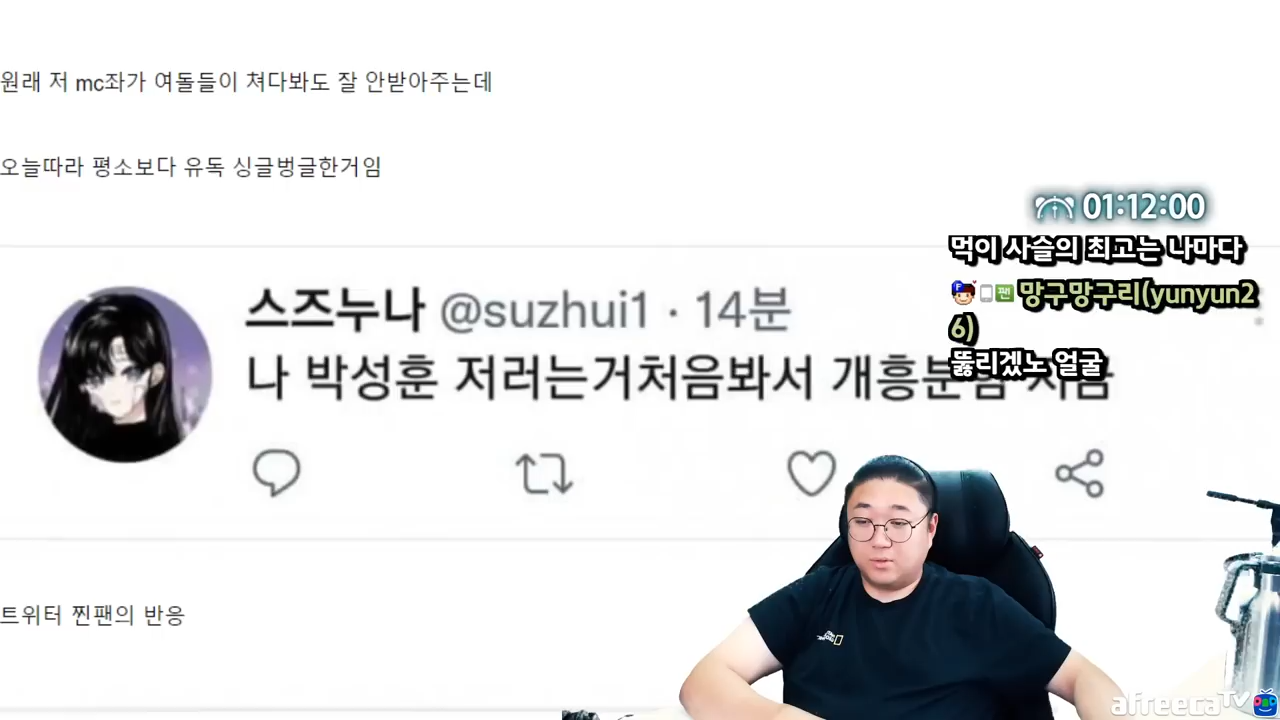 원래 저 mc좌가 여돌들이 쳐다봐도 잘 안받아주는데
오늘따라 평소보다 유독 싱글벙글한거임
01:12:00
먹이 사슬의 최고는 나마다
F 팬 망구망구리(yunyun2
6)
뚫리겠노 얼굴
스즈누나 @suzhui1 · 14분
나 박성훈 저러는거처음봐서 개흥분
트위터 찐팬의 반응
afreecaTV